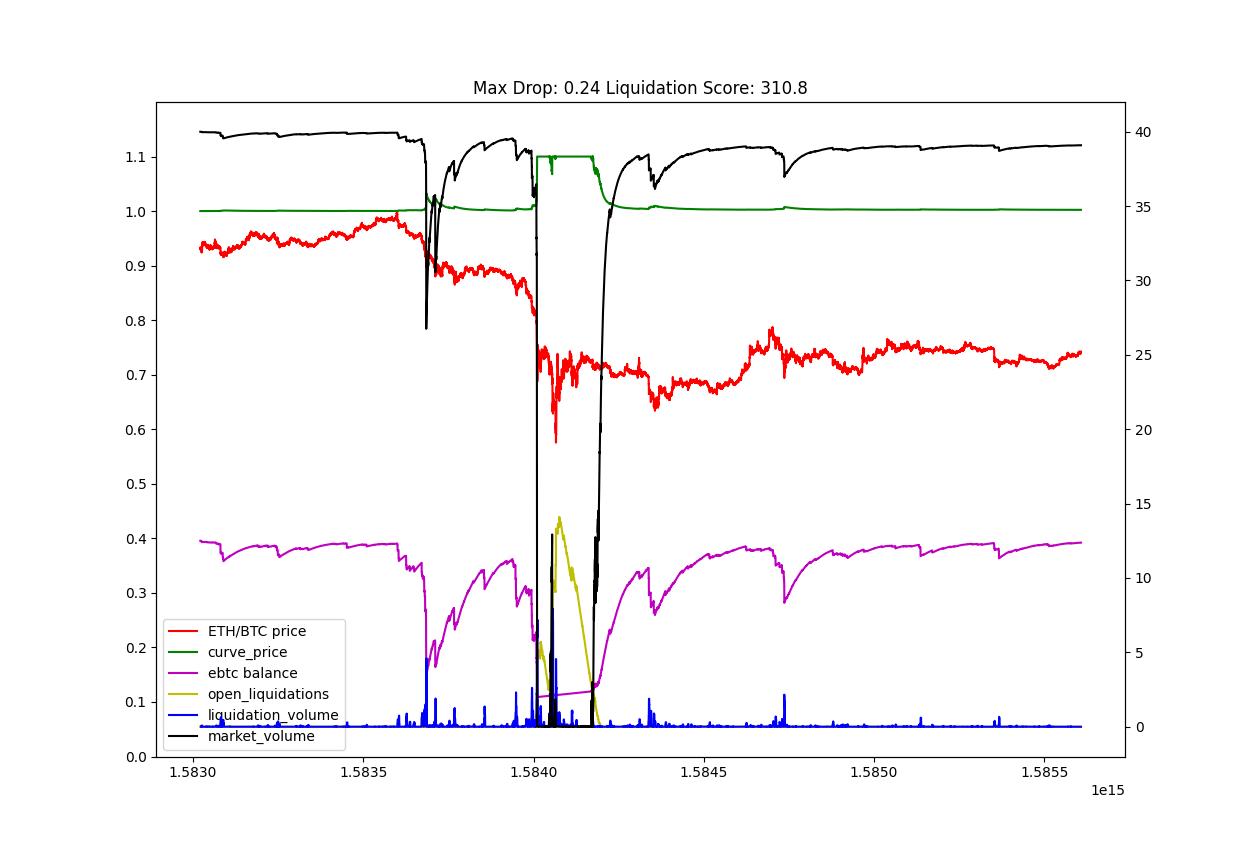 Max Drop: 0.24 Liquidation Score: 310.8
1.1
1.0
0.9
0.8
0.7
0.6
0.5
0.4
0.3
0.2
0.1
0.0
40
35
30
25
20
15
10
5
0
ETH/BTC price
curve_price
ebtc balance
open_liquidations
liquidation_volume
market_volume
1.5830 1.5835 1.5840 1.5845 1.5850 1.5855
1e15